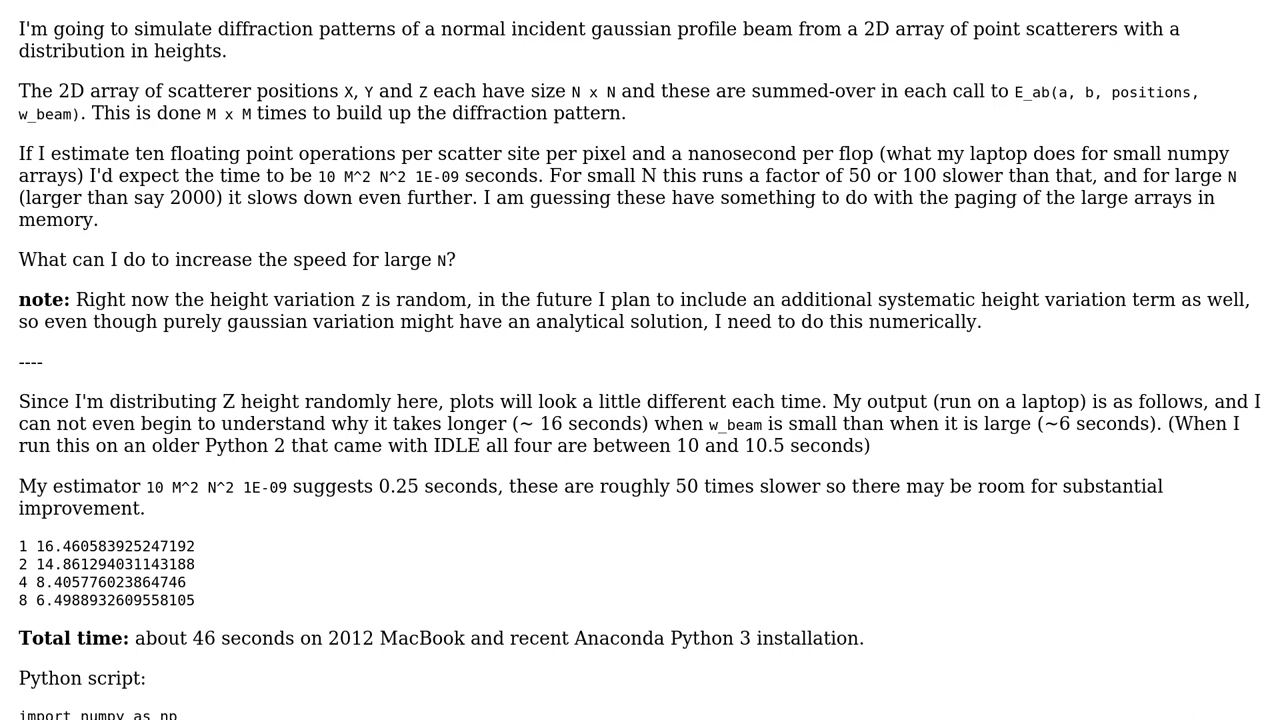 I'm going to simulate diffraction patterns of a normal incident gaussian profile beam from a 2D array of point scatterers with a
distribution in heights.
The 2D array of scatterer positions X, Y and Z each have size N x N and these are summed-over in each call to E_ab(a, b, positions,
w_beam). This is done M x M times to build up the diffraction pattern.
If I estimate ten floating point operations per scatter site per pixel and a nanosecond per flop (what my laptop does for small numpy
arrays) I'd expect the time to be 10 M^2 N^2 1E-09 seconds. For small N this runs a factor of 50 or 100 slower than that, and for large N
(larger than say 2000) it slows down even further. I am guessing these have something to do with the paging of the large arrays in
memory.
What can I do to increase the speed for large N?
note: Right now the height variation Z is random, in the future I plan to include an additional systematic height variation term as well,
so even though purely gaussian variation might have an analytical solution, I need to do this numerically.
----
Since I'm distributing Z height randomly here, plots will look a little different each time. My output (run on a laptop) is as follows, and I
can not even begin to understand why it takes longer (~ 16 seconds) when w_beam is small than when it is large (~6 seconds). (When I
run this on an older Python 2 that came with IDLE all four are between 10 and 10.5 seconds)
My estimator 10 M^2 N^2 1E-09 suggests 0.25 seconds, these are roughly 50 times slower so there may be room for substantial
improvement.
1 16.460583925247192
2 14.861294031143188
4 8.405776023864746
8 6.4988932609558105
Total time: about 46 seconds on 2012 MacBook and recent Anaconda Python 3 installation.
Python script:
import numpy as np